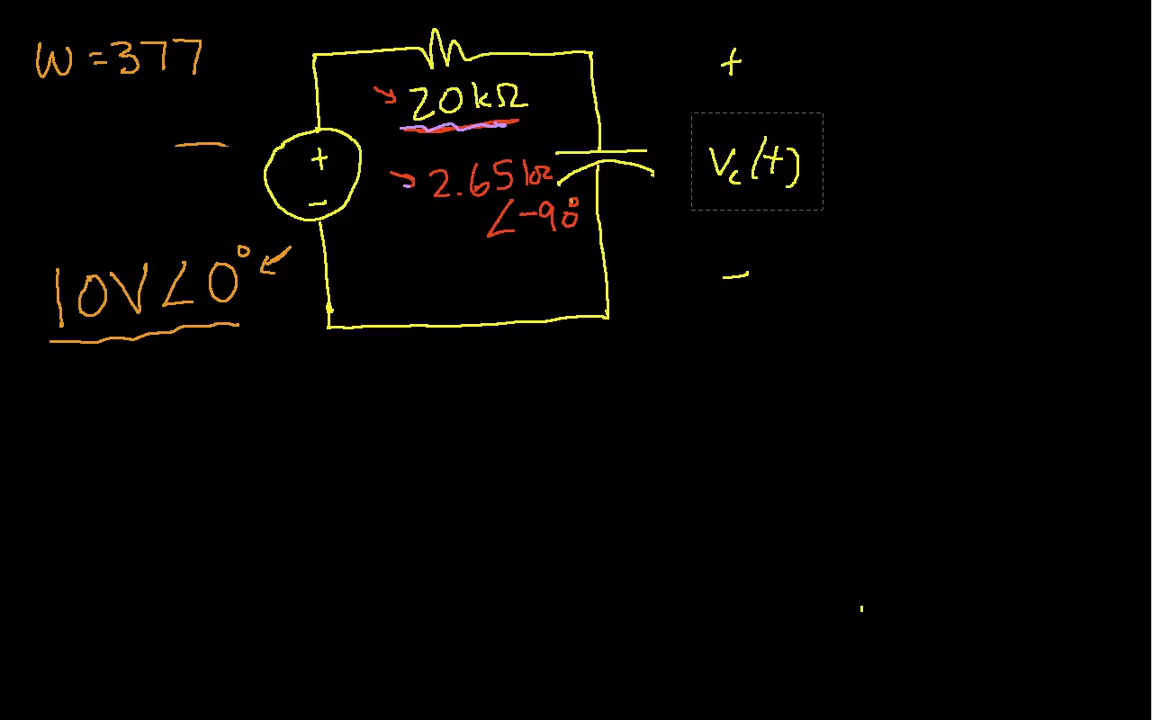 w = 377
20kΩ
+
-
2.65kΩ
∠-90°
10V∠0°
+
Vc(t)
-